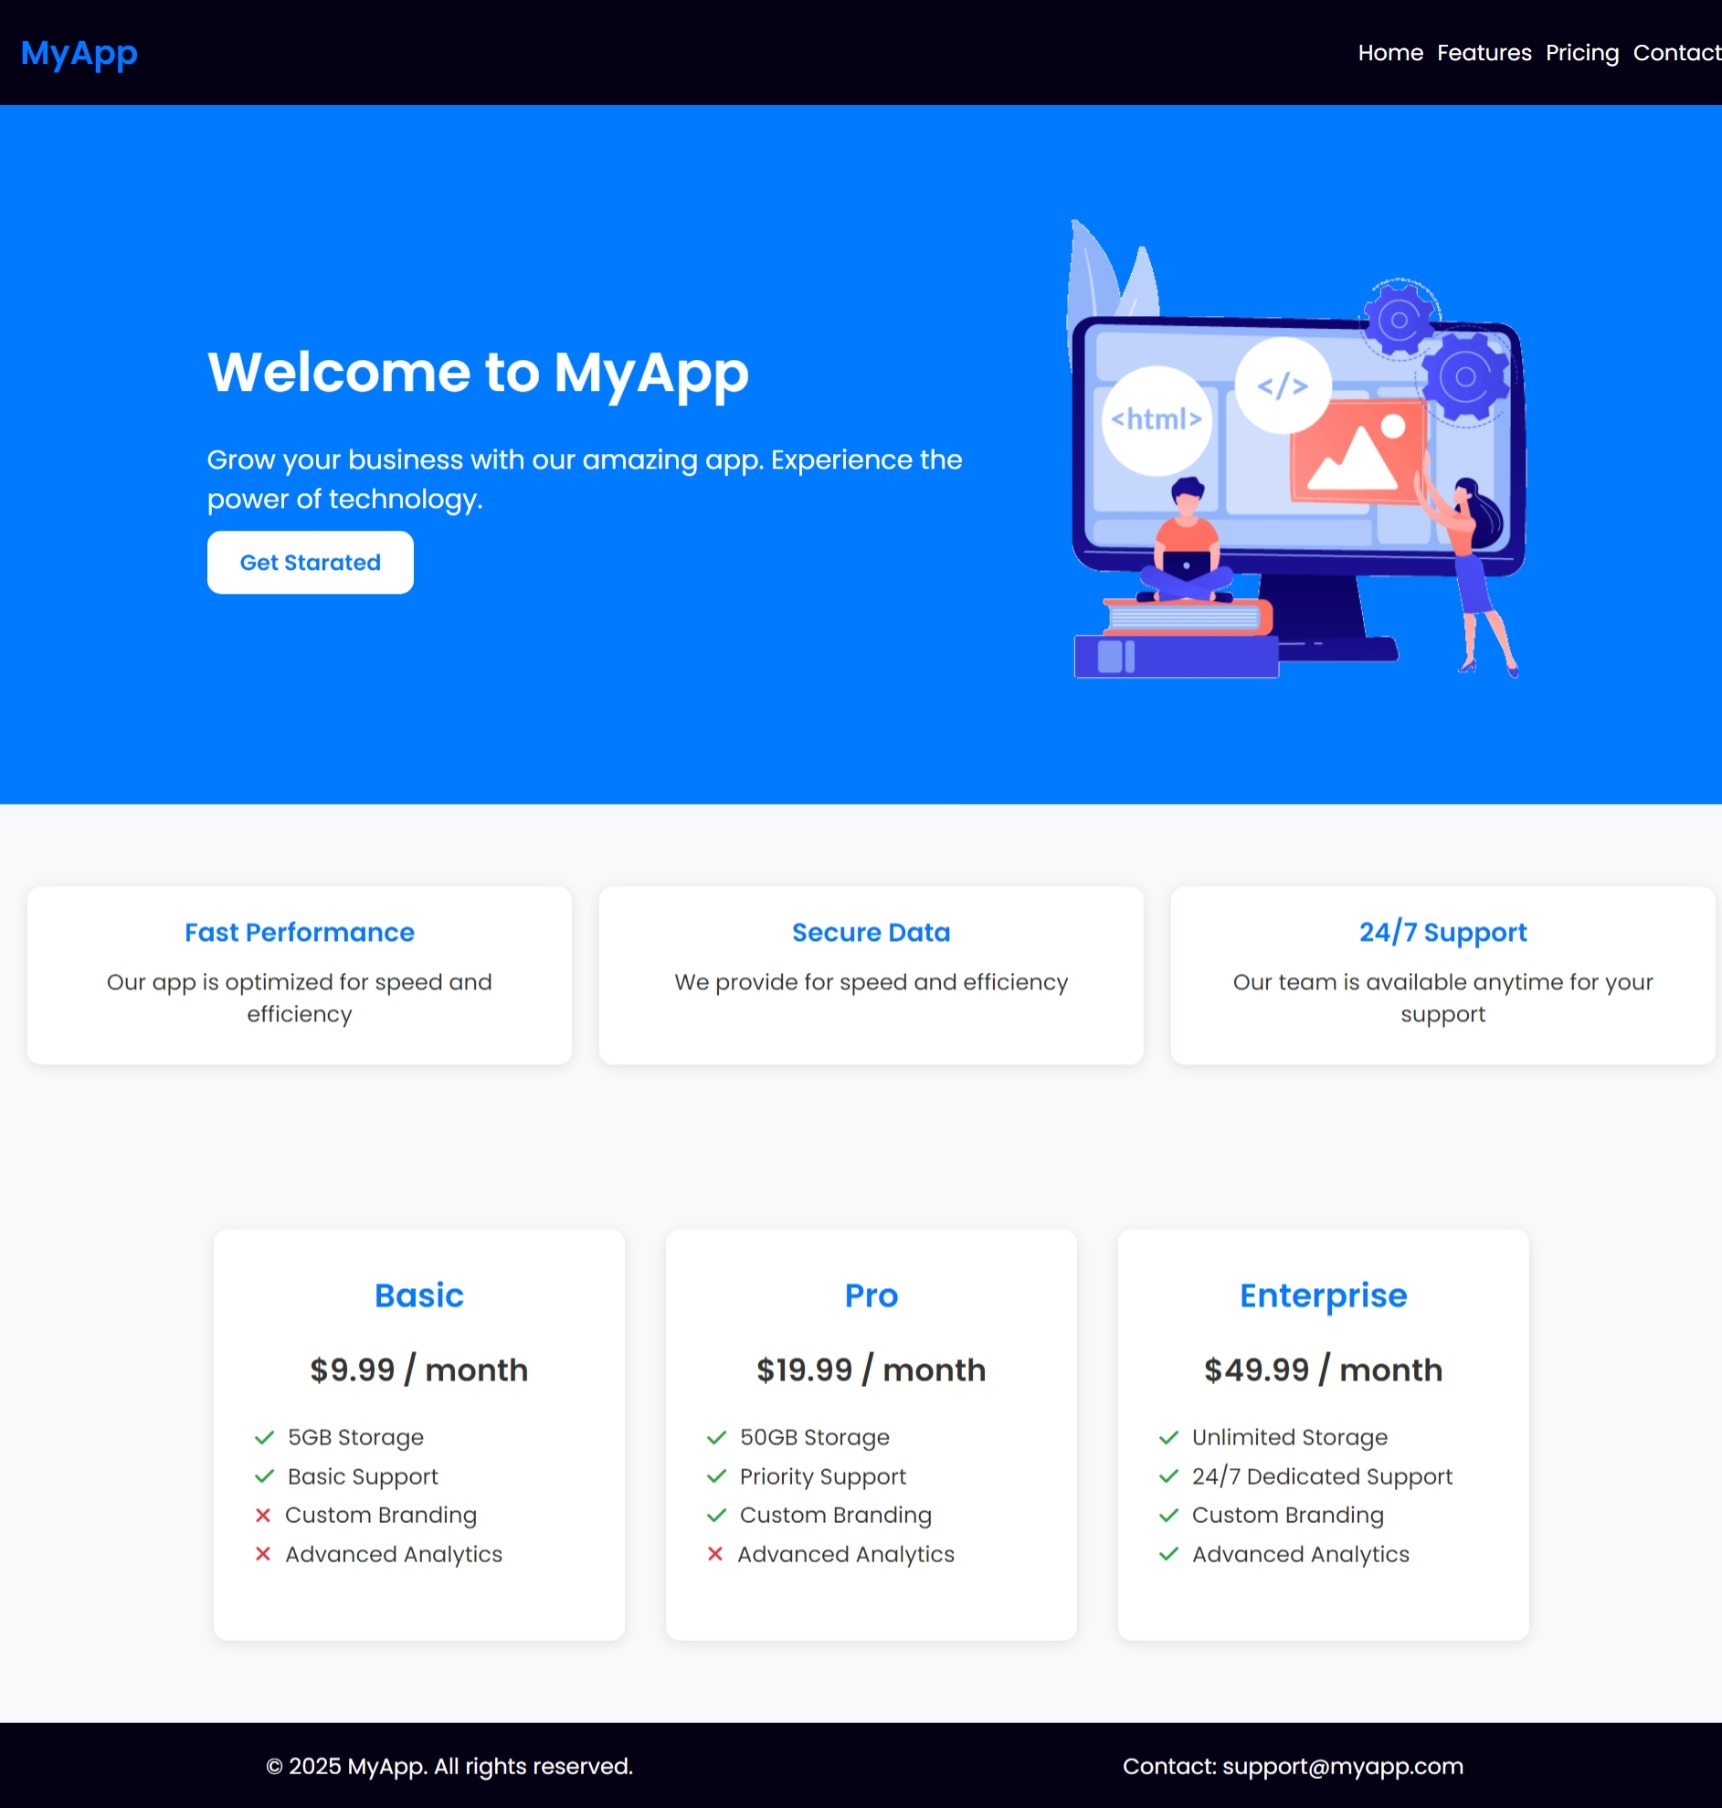 MyApp
Home Features Pricing Contact
Welcome to MyApp
Grow your business with our amazing app. Experience the
power of technology.
Get Starated
<html>
</>
Fast Performance
Our app is optimized for speed and
efficiency
Secure Data
We provide for speed and efficiency
24/7 Support
Our team is available anytime for your
support
Basic
$9.99 / month
5GB Storage
Basic Support
Custom Branding
Advanced Analytics
Pro
$19.99 / month
50GB Storage
Priority Support
Custom Branding
Advanced Analytics
Enterprise
$49.99 / month
Unlimited Storage
24/7 Dedicated Support
Custom Branding
Advanced Analytics
© 2025 MyApp. All rights reserved.
Contact: support@myapp.com